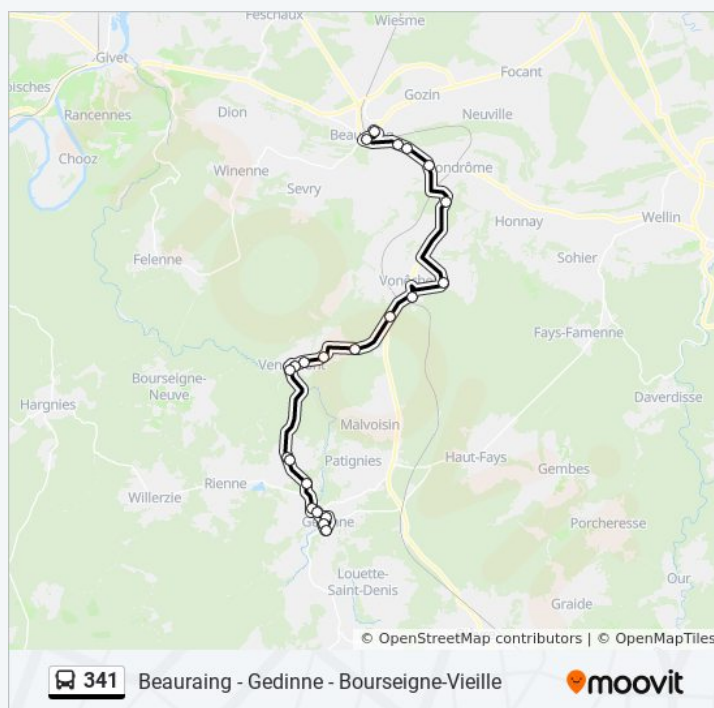 Feschaux
Wiesme
Givet
Focant
Gozin
Rancennes
Dion
Neuville
Chooz
Winenne
Sevry
Honnay
Wellin
Felenne
Sohier
Fays-Famenne
Bourseigne-
Neuve
Hargnies
Daverdisse
Malvoisin
Patignies
Haut-Fays
Gembes
Rienne
Willerzie
Porcheresse
Louette-
Saint-Denis
Our
Graide
© OpenStreetMap contributors | © OpenMapTiles
341 Beauraing - Gedinne - Bourseigne-Vieille
moovit